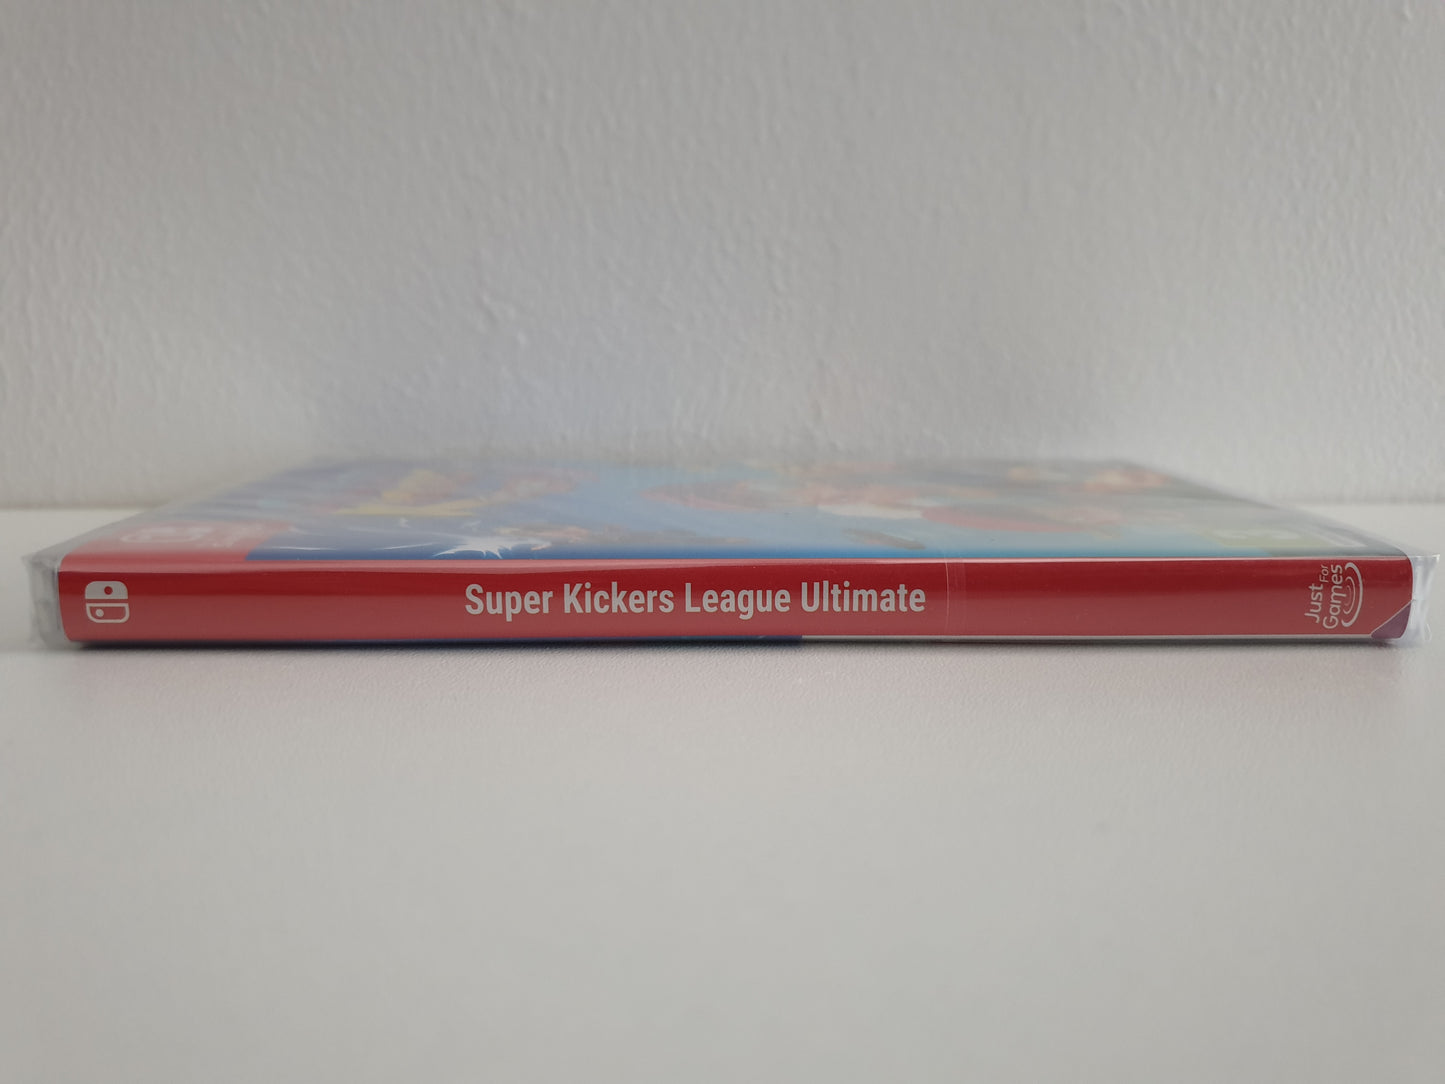 Super Kickers League Ultimate
Just For
Games